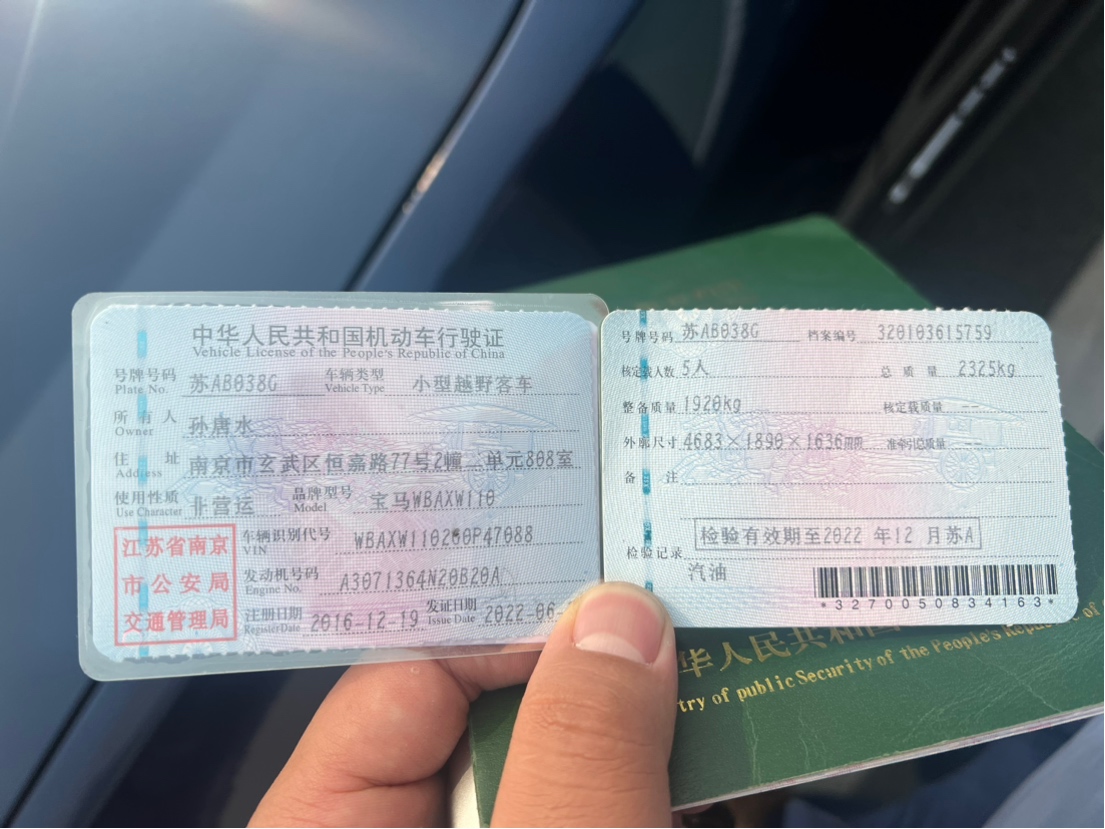 中华人民共和国机动车行驶证
Vehicle License of the People's Republic of China
号牌号码 Plate No. 苏AB038G 车辆类型 Vehicle Type 小型越野客车
所有人 Owner 孙唐水
住址 Address 南京市玄武区恒嘉路77号2幢二单元808室
使用性质 Use Character 非营运 品牌型号 Model 宝马WBAXW110
江苏省南京
市公安局
交通管理局
车辆识别代号 VIN WBAXW110260P47088
发动机号码 Engine No. A3071364N20B20A
注册日期 Register Date 2016-12-19 发证日期 Issue Date 2022-06-
号牌号码 苏AB038G 档案编号 320103615759
核定载人数 5人 总质量 2325kg
整备质量 1920kg 核定载质量 --
外廓尺寸 4683×1890×1636mm 准牵引总质量 --
备注
检验有效期至2022年12月苏A
检验记录
汽油
*3270050834163*
华人民共和国
try of public Security of the People's Republic of